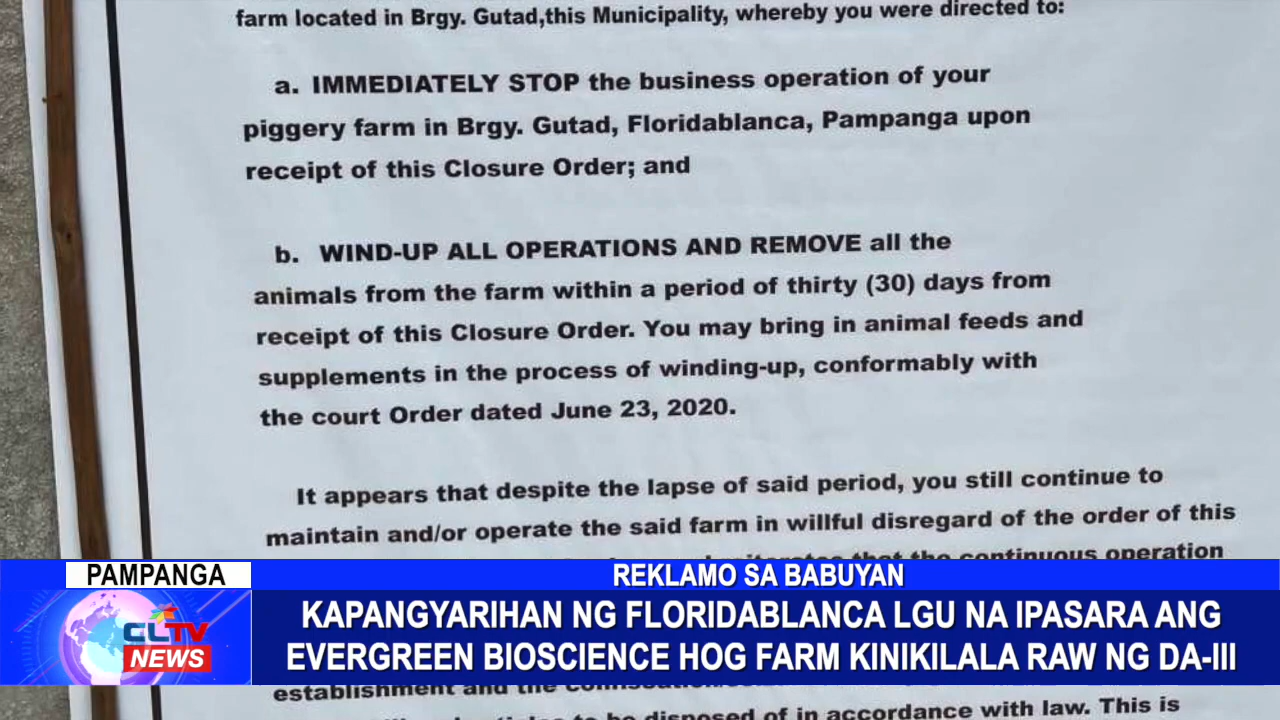 farm located in Brgy. Gutad,this Municipality, whereby you were directed to:
a. IMMEDIATELY STOP the business operation of your
piggery farm in Brgy. Gutad, Floridablanca, Pampanga upon
receipt of this Closure Order; and
b. WIND-UP ALL OPERATIONS AND REMOVE all the
animals from the farm within a period of thirty (30) days from
receipt of this Closure Order. You may bring in animal feeds and
supplements in the process of winding-up, conformably with
the court Order dated June 23, 2020.
It appears that despite the lapse of said period, you still continue to
maintain and/or operate the said farm in willful disregard of the order of this
that the continuous operation
PAMPANGA
REKLAMO SA BABUYAN
GLTV
NEWS
KAPANGYARIHAN NG FLORIDABLANCA LGU NA IPASARA ANG
EVERGREEN BIOSCIENCE HOG FARM KINIKILALA RAW NG DA-III
establishment and the
to be disposed of in accordance with law. This is